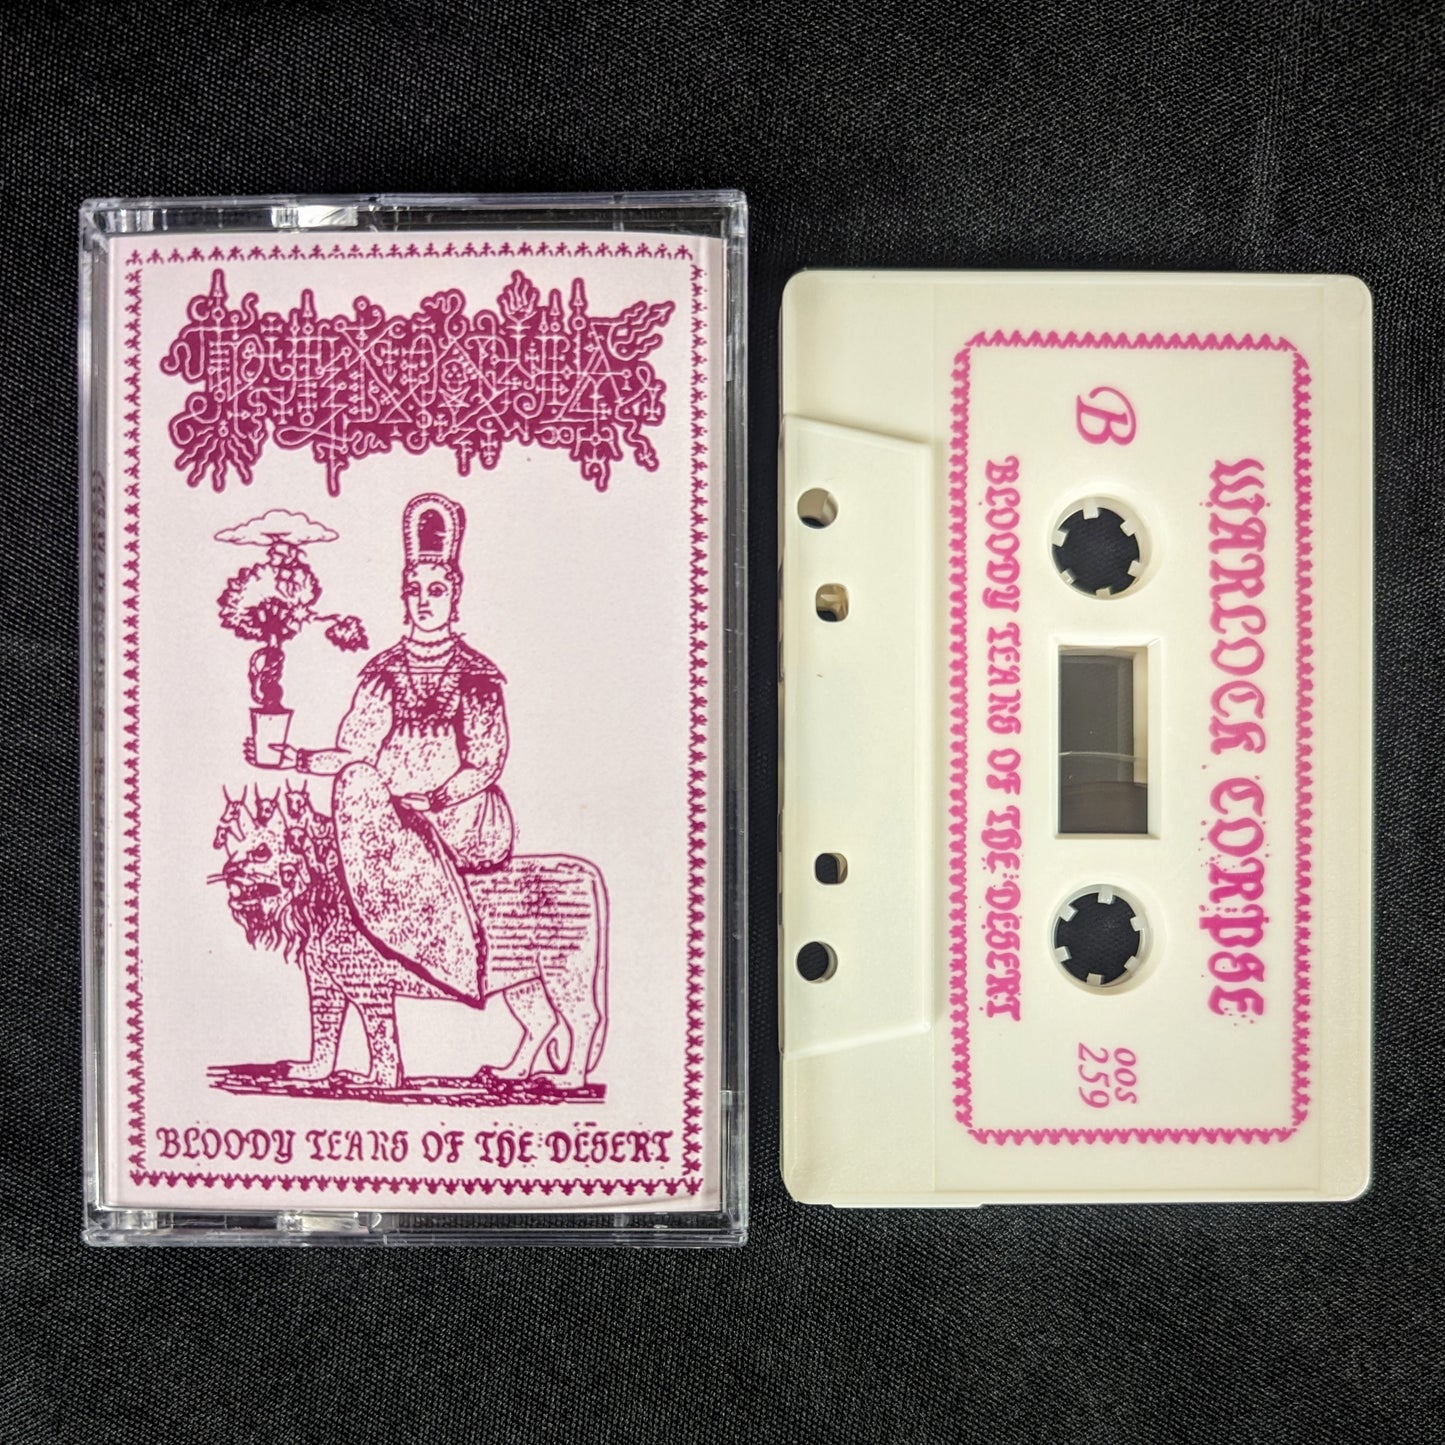 BLOODY TEARS OF THE DESERT
WARLOCK CORPSE
B
BLOODY TEARS OF THE DESERT
OOS
259